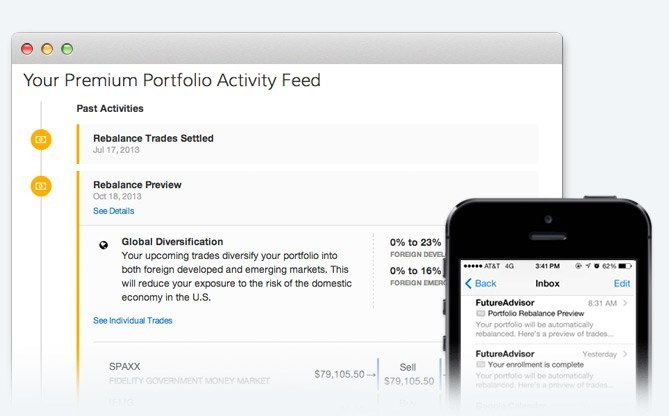 Your Premium Portfolio Activity Feed
Past Activities
Rebalance Trades Settled
Jul 17, 2013
Rebalance Preview
Oct 18, 2013
See Details
Global Diversification
Your upcoming trades diversify your portfolio into
both foreign developed and emerging markets. This
will reduce your exposure to the risk of the domestic
economy in the U.S.
0% to 23%
FOREIGN DEVEL
0% to 16%
FOREIGN EMERG
See Individual Trades
SPAXX
FIDELITY GOVERNMENT MONEY MARKET
$79,105.50 →
Sell
$79,105.50
AT&T 4G
3:41 PM
62%
Back
Inbox
Edit
FutureAdvisor
8:31 AM
Portfolio Rebalance Preview
Your portfolio will be automatically
rebalanced. Here's a preview of trades...
FutureAdvisor
Yesterday
Your enrollment is complete
Your portfolio will be automatically
rebalanced. Here's a preview of trades...